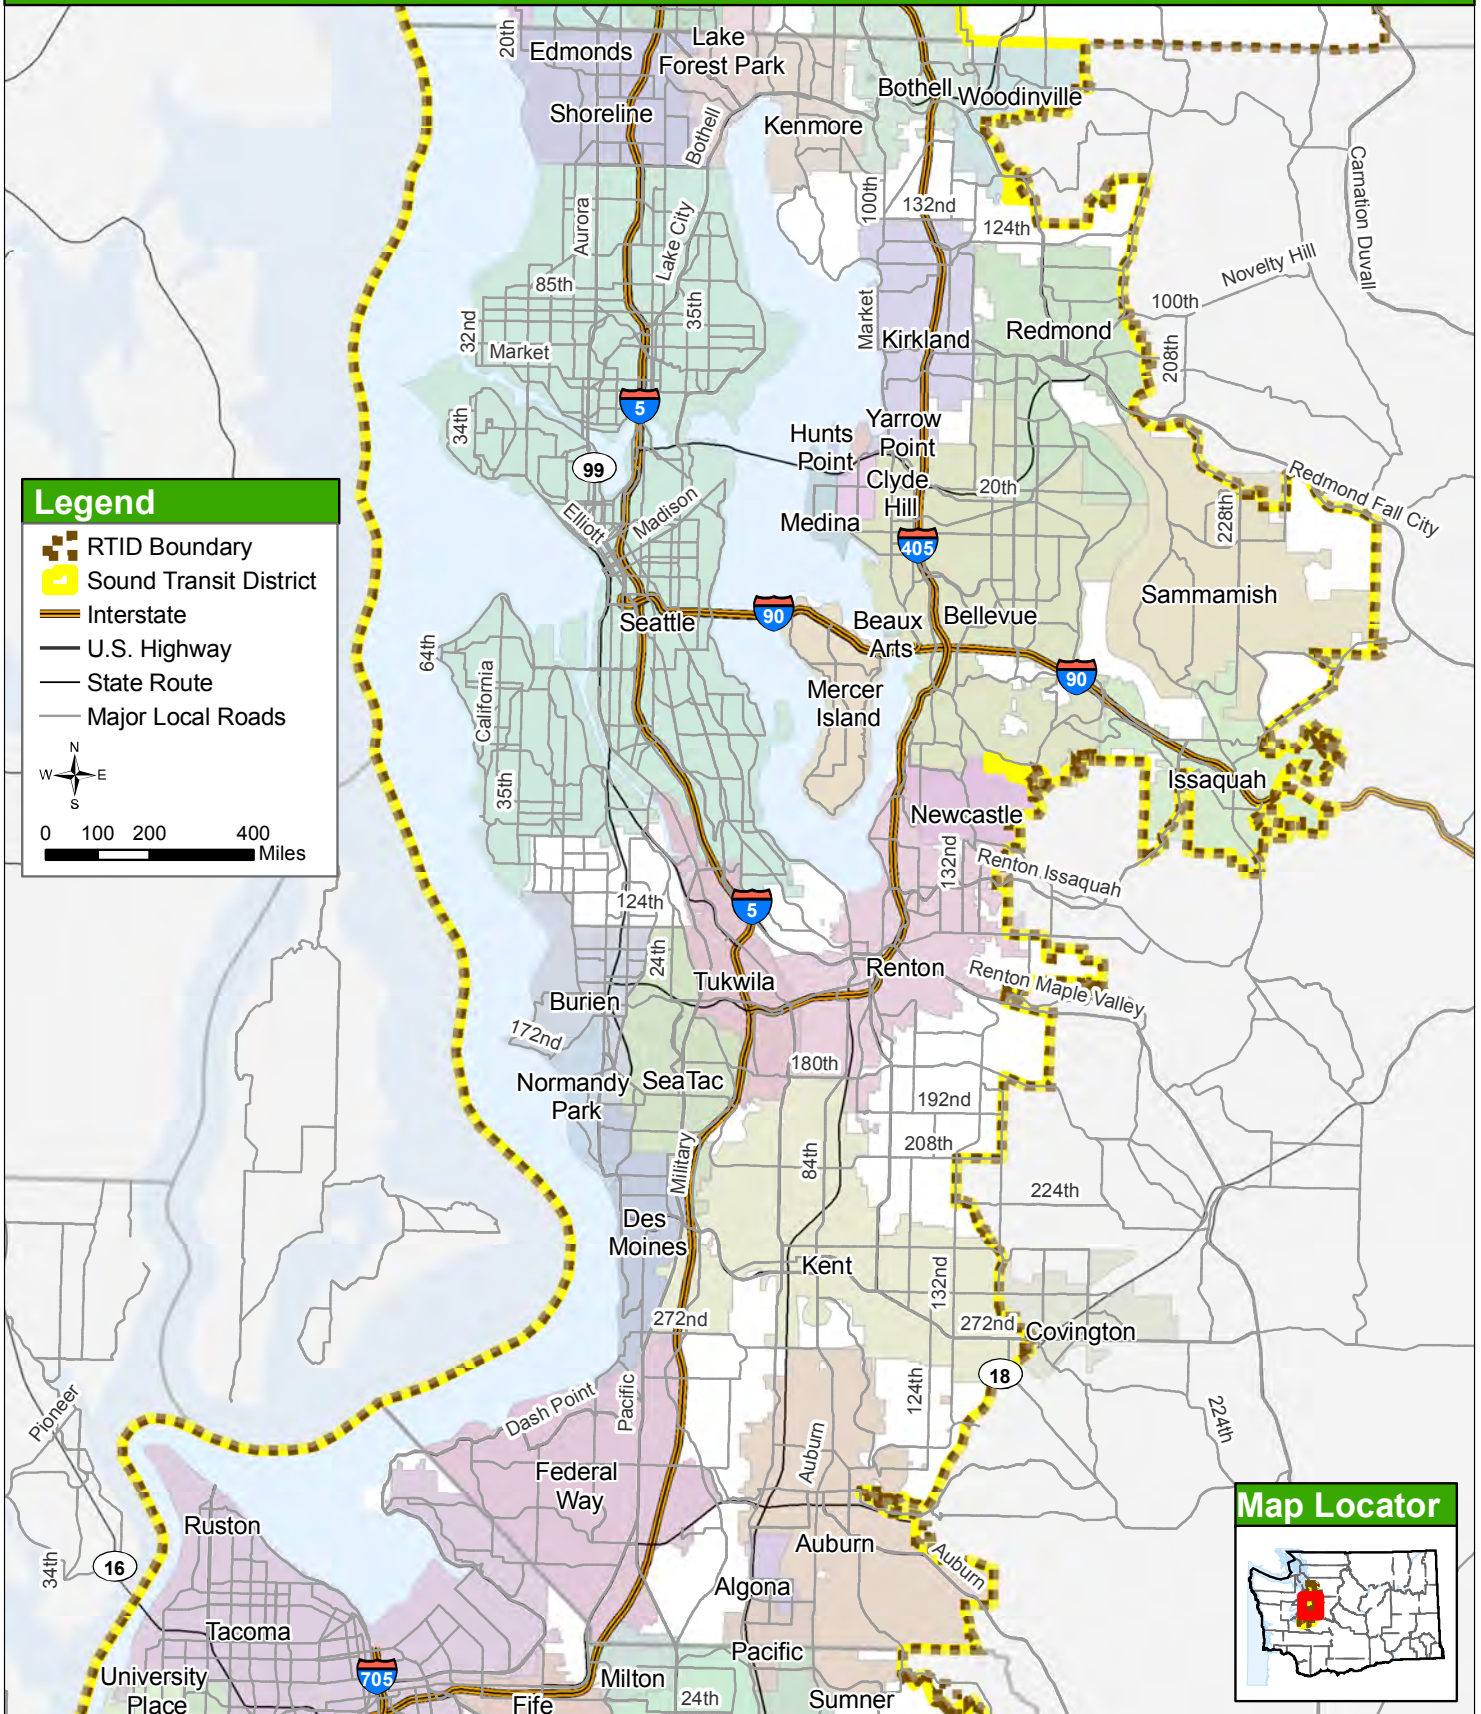 20th
Edmonds
Lake
Forest Park
Bothell
Woodinville
Shoreline
Kenmore
Bothell
Carnation Duvall
100th
132nd
124th
Aurora
Lake City
Novelty Hill
85th
35th
Market
100th
32nd
Market
Kirkland
Redmond
208th
5
34th
Hunts
Point
Yarrow
Point
99
Clyde
Hill
20th
Redmond Fall City
228th
Elliott
Madison
Medina
405
Legend
RTID Boundary
Sound Transit District
Interstate
U.S. Highway
State Route
Major Local Roads
N
W
E
S
0 100 200 400
Miles
Sammamish
Seattle
90
Beaux
Arts
Bellevue
64th
California
Mercer
Island
90
35th
Issaquah
Newcastle
132nd
Renton Issaquah
124th
5
24th
Tukwila
Renton
Renton Maple Valley
Burien
172nd
180th
Normandy
Park
SeaTac
192nd
208th
Military
84th
224th
Des
Moines
Kent
132nd
272nd
272nd
Covington
18
Pioneer
Dash Point
Pacific
124th
224th
Auburn
Federal
Way
Ruston
Auburn
Auburn
34th
16
Algona
Tacoma
Pacific
University
Place
705
Milton
Fife
24th
Sumner
Map Locator